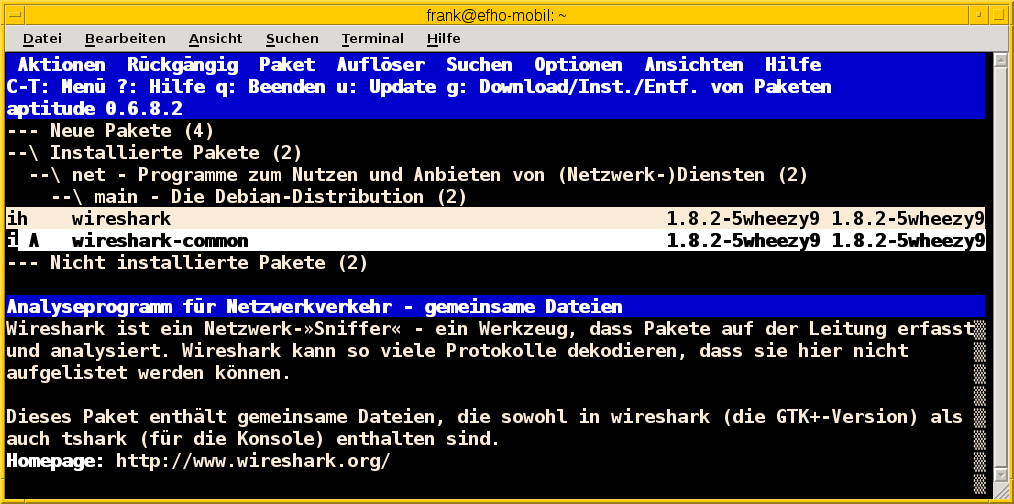 frank@efho-mobil: ~
Datei Bearbeiten Ansicht Suchen Terminal Hilfe
Aktionen Rückgängig Paket Auflöser Suchen Optionen Ansichten Hilfe
C-T: Menü ?: Hilfe q: Beenden u: Update g: Download/Inst./Entf. von Paketen
aptitude 0.6.8.2
--- Neue Pakete (4)
--\ Installierte Pakete (2)
--\ net - Programme zum Nutzen und Anbieten von (Netzwerk-)Diensten (2)
--\ main - Die Debian-Distribution (2)
ih wireshark 1.8.2-5wheezy9 1.8.2-5wheezy9
i A wireshark-common 1.8.2-5wheezy9 1.8.2-5wheezy9
--- Nicht installierte Pakete (2)
Analyseprogramm für Netzwerkverkehr - gemeinsame Dateien
Wireshark ist ein Netzwerk-»Sniffer« - ein Werkzeug, dass Pakete auf der Leitung erfasst
und analysiert. Wireshark kann so viele Protokolle dekodieren, dass sie hier nicht
aufgelistet werden können.
Dieses Paket enthält gemeinsame Dateien, die sowohl in wireshark (die GTK+-Version) als
auch tshark (für die Konsole) enthalten sind.
Homepage: http://www.wireshark.org/